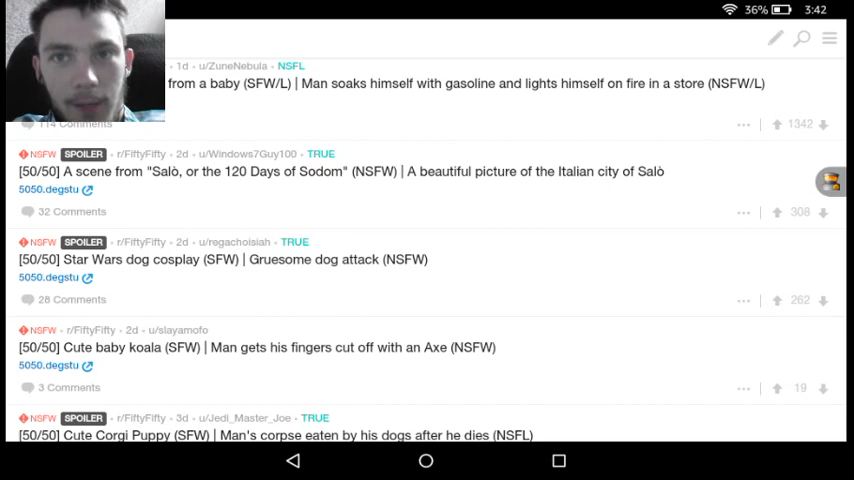 36% 3:42
• 1d • u/ZuneNebula • NSFL
from a baby (SFW/L) | Man soaks himself with gasoline and lights himself on fire in a store (NSFW/L)
114 Comments
1342
NSFW SPOILER • r/FiftyFifty • 2d • u/Windows7Guy100 • TRUE
[50/50] A scene from "Salò, or the 120 Days of Sodom" (NSFW) | A beautiful picture of the Italian city of Salò
5050.degstu
32 Comments
308
NSFW SPOILER • r/FiftyFifty • 2d • u/regachoisiah • TRUE
[50/50] Star Wars dog cosplay (SFW) | Gruesome dog attack (NSFW)
5050.degstu
28 Comments
262
NSFW • r/FiftyFifty • 2d • u/slayamofo
[50/50] Cute baby koala (SFW) | Man gets his fingers cut off with an Axe (NSFW)
5050.degstu
3 Comments
19
NSFW SPOILER • r/FiftyFifty • 3d • u/Jedi_Master_Joe • TRUE
[50/50] Cute Corgi Puppy (SFW) | Man's corpse eaten by his dogs after he dies (NSFL)